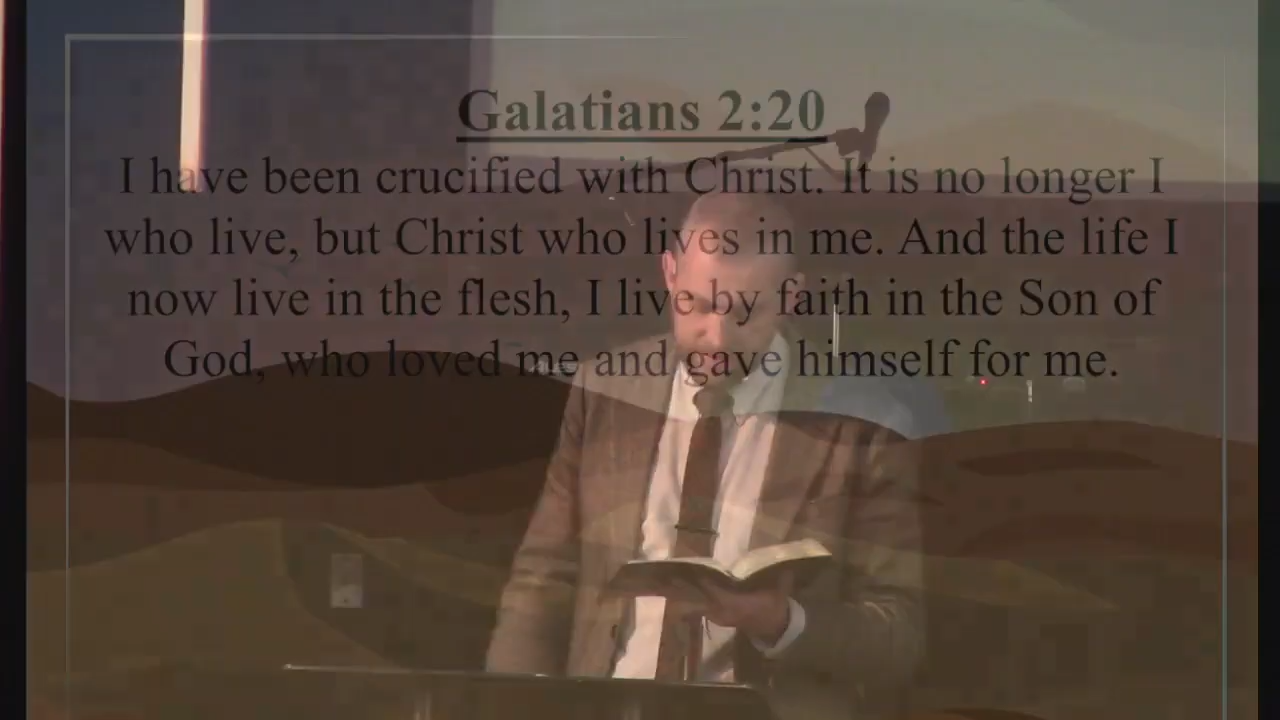 Galatians 2:20
I have been crucified with Christ. It is no longer I
who live, but Christ who lives in me. And the life I
now live in the flesh, I live by faith in the Son of
God, who loved me and gave himself for me.